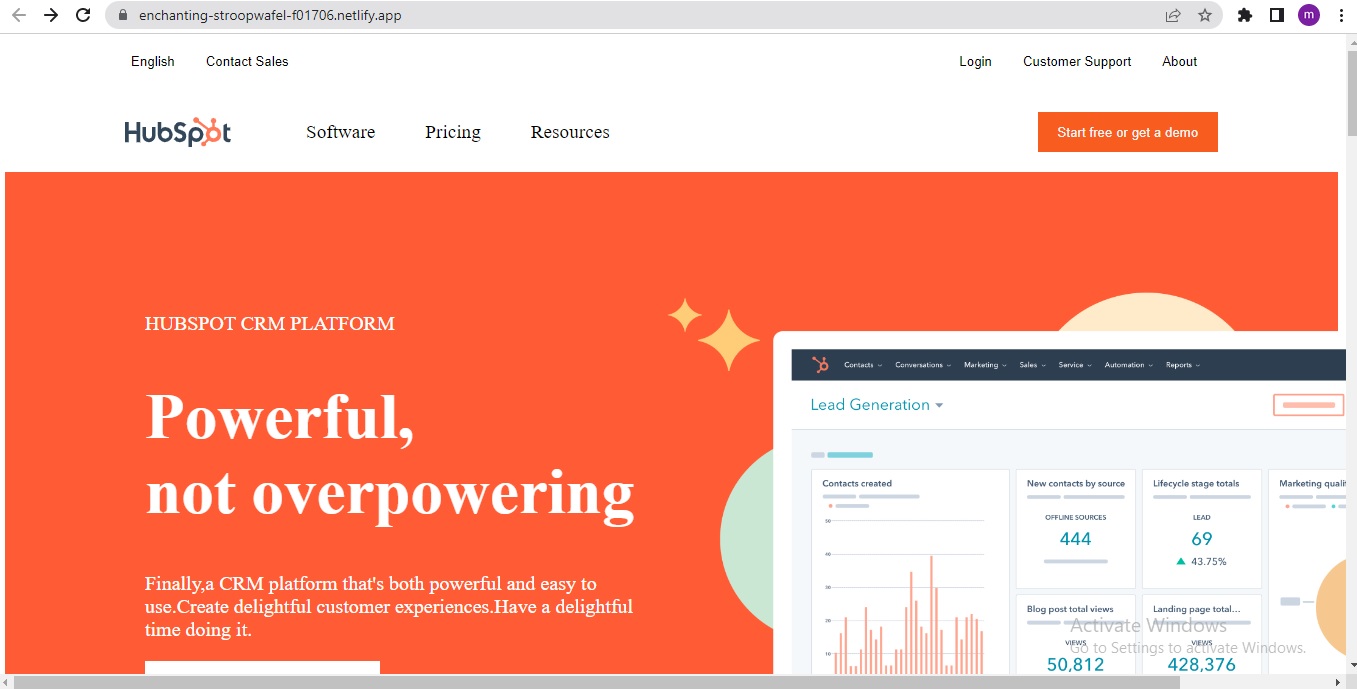 enchanting-stroopwafel-f01706.netlify.app
m
English Contact Sales Login Customer Support About
HubSpot Software Pricing Resources Start free or get a demo
HUBSPOT CRM PLATFORM
Powerful,
not overpowering
Finally,a CRM platform that's both powerful and easy to
use.Create delightful customer experiences.Have a delightful
time doing it.
Contacts Conversations Marketing Sales Service Automation Reports
Lead Generation
Contacts created
50
40
30
20
10
New contacts by source
OFFLINE SOURCES
444
Lifecycle stage totals
LEAD
69
43.75%
Marketing quali
Blog post total views
VIEWS
50,812
Landing page total...
VIEWS
428,376
Activate Windows
Go to Settings to activate Windows.